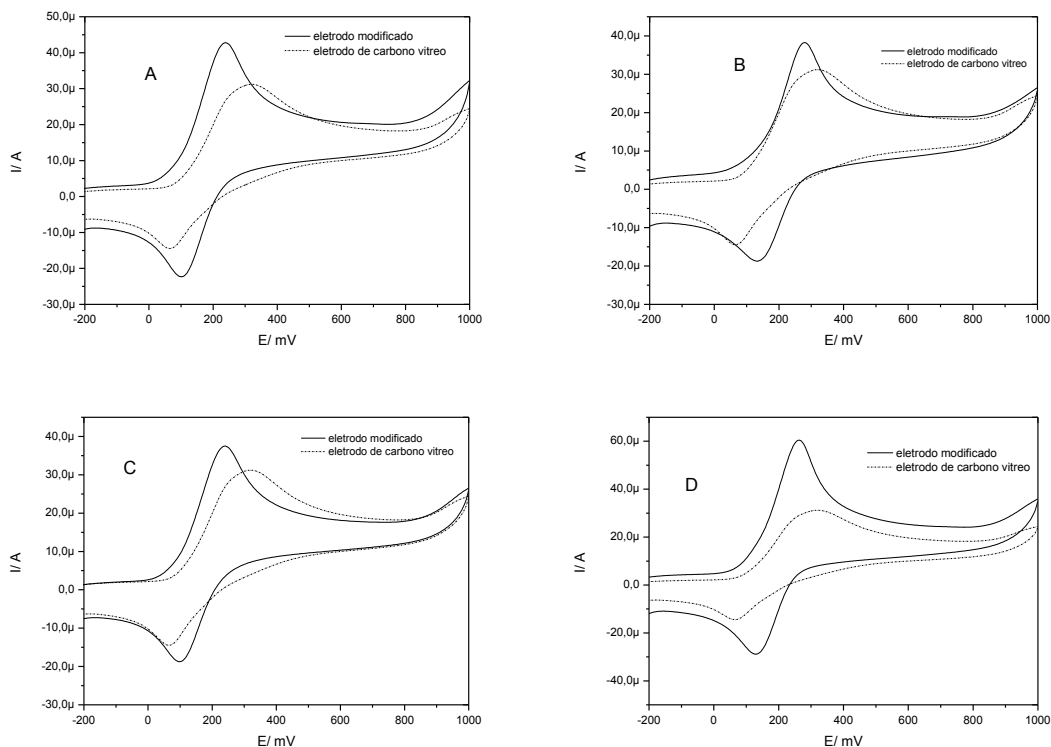 A
eletrodo modificado
eletrodo de carbono vitreo
50,0µ
40,0µ
30,0µ
20,0µ
10,0µ
0,0
-10,0µ
-20,0µ
-30,0µ
I/ A
-200 0 200 400 600 800 1000
E/ mV
B
eletrodo modificado
eletrodo de carbono vitreo
40,0µ
30,0µ
20,0µ
10,0µ
0,0
-10,0µ
-20,0µ
-30,0µ
I/ A
-200 0 200 400 600 800 1000
E/ mV
C
eletrodo modificado
eletrodo de carbono vitreo
40,0µ
30,0µ
20,0µ
10,0µ
0,0
-10,0µ
-20,0µ
-30,0µ
I/ A
-200 0 200 400 600 800 1000
E/ mV
D
eletrodo modificado
eletrodo de carbono vitreo
60,0µ
40,0µ
20,0µ
0,0
-20,0µ
-40,0µ
I/ A
-200 0 200 400 600 800 1000
E/ mV